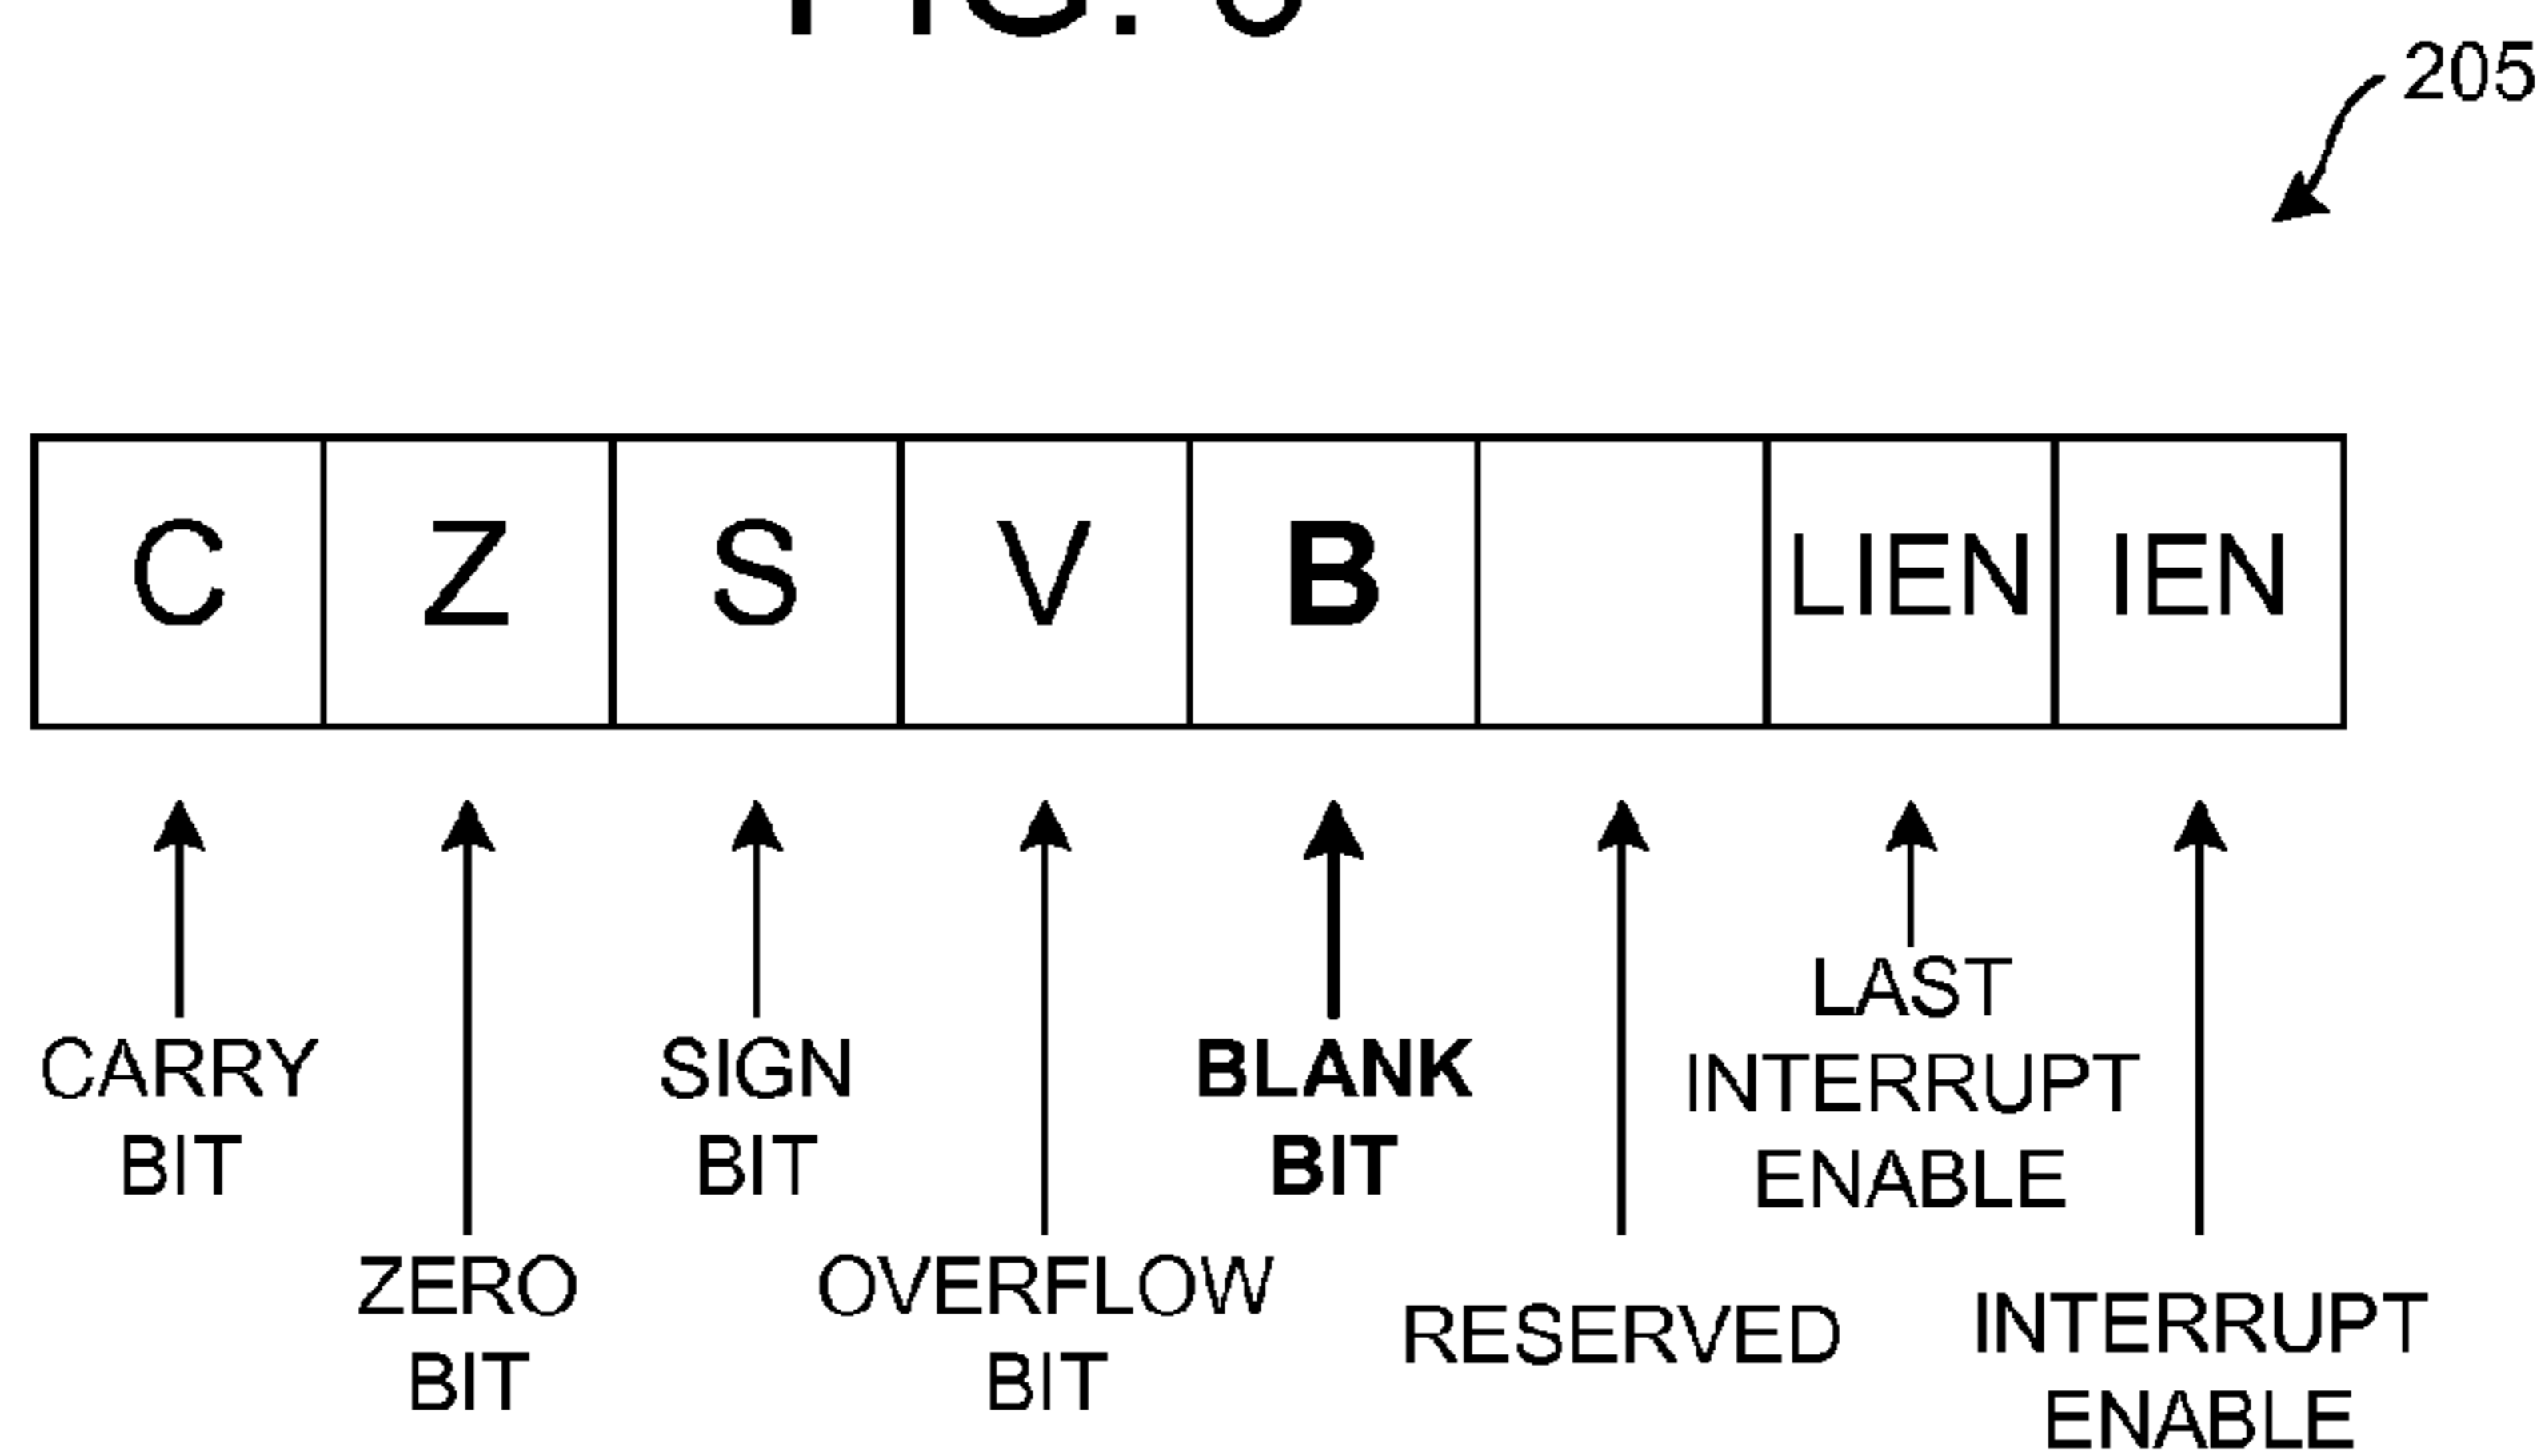 FIG.
205
C Z S V B LIEN IEN
CARRY
BIT
ZERO
BIT
SIGN
BIT
OVERFLOW
BIT
BLANK
BIT
RESERVED
LAST
INTERRUPT
ENABLE
INTERRUPT
ENABLE